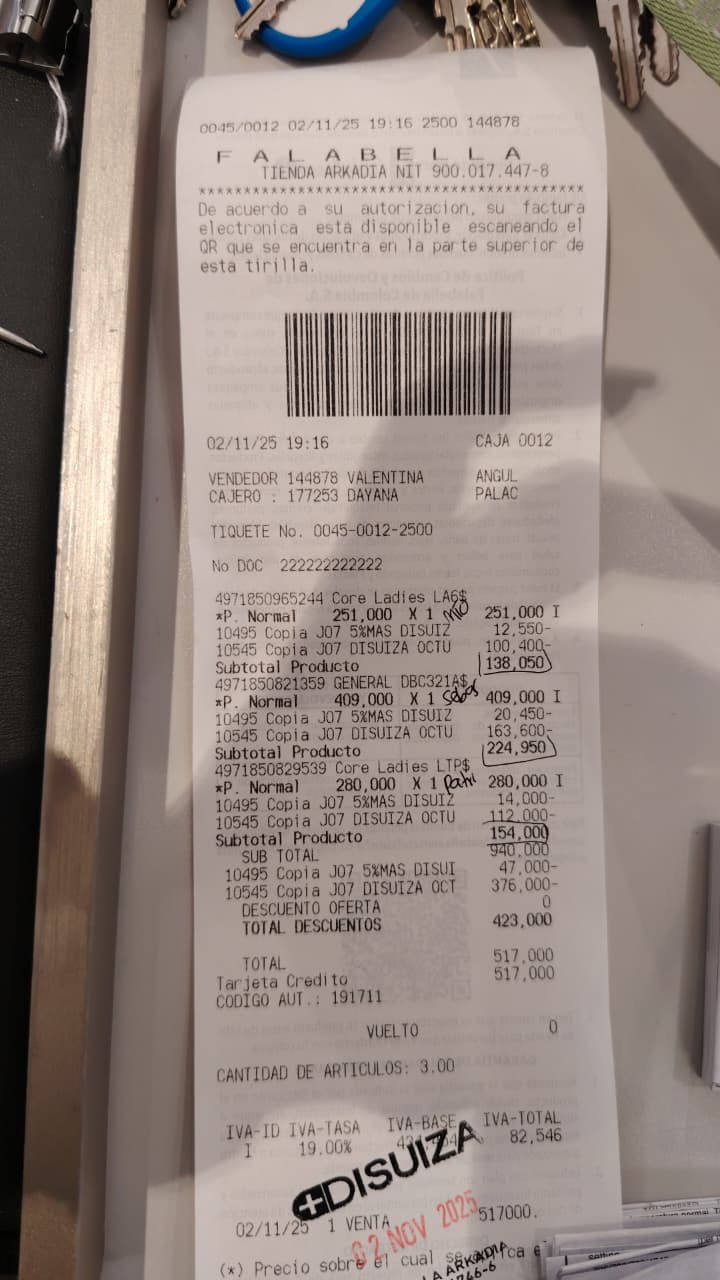 0045/0012 02/11/25 19:16 2500 144878
F A L A B E L L A
TIENDA ARKADIA NIT 900.017.447-8
*******************************************
De acuerdo a su autorizacion, su factura
electronica esta disponible escaneando el
QR que se encuentra en la parte superior de
esta tirilla.
02/11/25 19:16 CAJA 0012
VENDEDOR 144878 VALENTINA ANGUL
CAJERO : 177253 DAYANA PALAC
TIQUETE No. 0045-0012-2500
No DOC 222222222222
4971850965244 Core Ladies LA6$
*P. Normal 251,000 X 1 Mio 251,000 I
10495 Copia J07 5%MAS DISUIZ 12,550-
10545 Copia J07 DISUIZA OCTU 100,400-
Subtotal Producto 138,050
4971850821359 GENERAL DBC321A$
*P. Normal 409,000 X 1 Sebas 409,000 I
10495 Copia J07 5%MAS DISUIZ 20,450-
10545 Copia J07 DISUIZA OCTU 163,600-
Subtotal Producto 224,950
4971850829539 Core Ladies LTP$
*P. Normal 280,000 X 1 Patri 280,000 I
10495 Copia J07 5%MAS DISUIZ 14,000-
10545 Copia J07 DISUIZA OCTU 112,000-
Subtotal Producto 154,000
SUB TOTAL 940,000
10495 Copia J07 5%MAS DISUI 47,000-
10545 Copia J07 DISUIZA OCT 376,000-
DESCUENTO OFERTA 0
TOTAL DESCUENTOS 423,000
TOTAL 517,000
Tarjeta Credito 517,000
CODIGO AUT.: 191711
VUELTO 0
CANTIDAD DE ARTICULOS: 3.00
IVA-ID IVA-TASA IVA-BASE IVA-TOTAL
I 19.00% 82,546
DISUIZA
02/11/25 1 VENTA 517000.
02 NOV 2025
(*) Precio sobre el cual se
ARKADIA